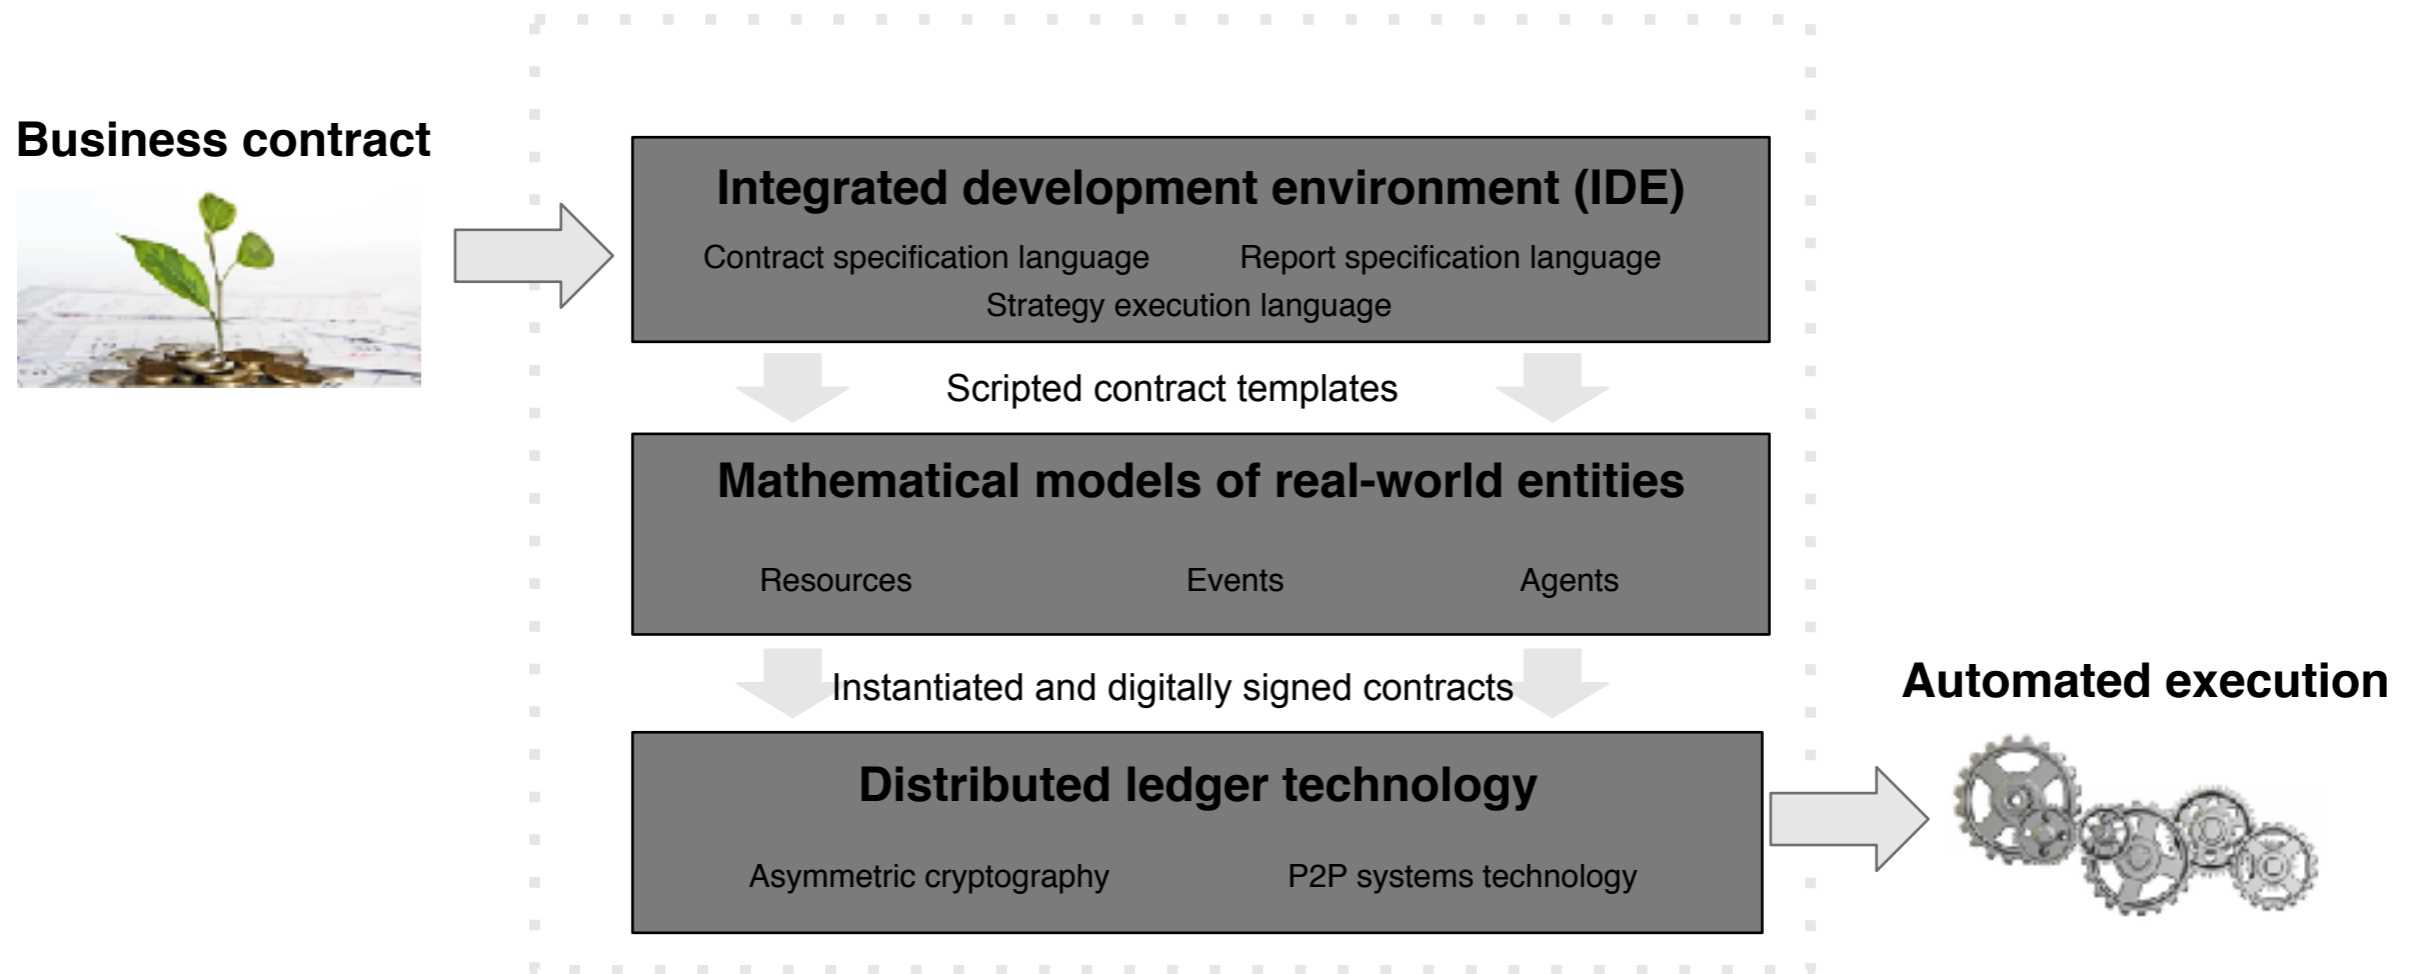 Business contract
Integrated development environment (IDE)
Contract specification language Report specification language
Strategy execution language
Scripted contract templates
Mathematical models of real-world entities
Resources Events Agents
Instantiated and digitally signed contracts
Automated execution
Distributed ledger technology
Asymmetric cryptography P2P systems technology